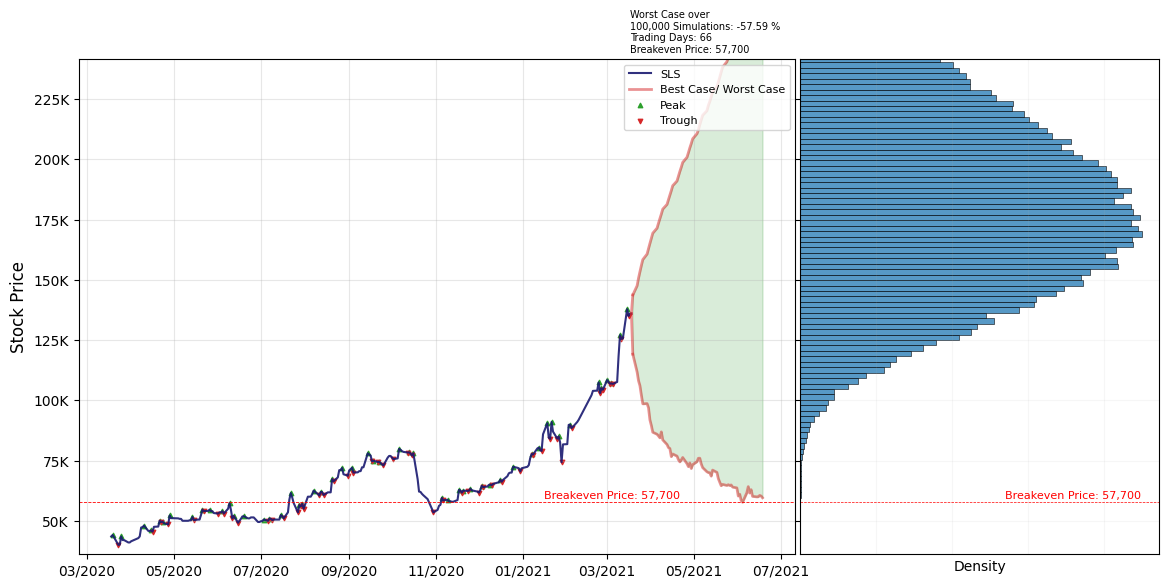 Worst Case over
100,000 Simulations: -57.59 %
Trading Days: 66
Breakeven Price: 57,700
SLS
Best Case/ Worst Case
Peak
Trough
Stock Price
225K
200K
175K
150K
125K
100K
75K
50K
Breakeven Price: 57,700
Breakeven Price: 57,700
03/2020
05/2020
07/2020
09/2020
11/2020
01/2021
03/2021
05/2021
07/2021
Density